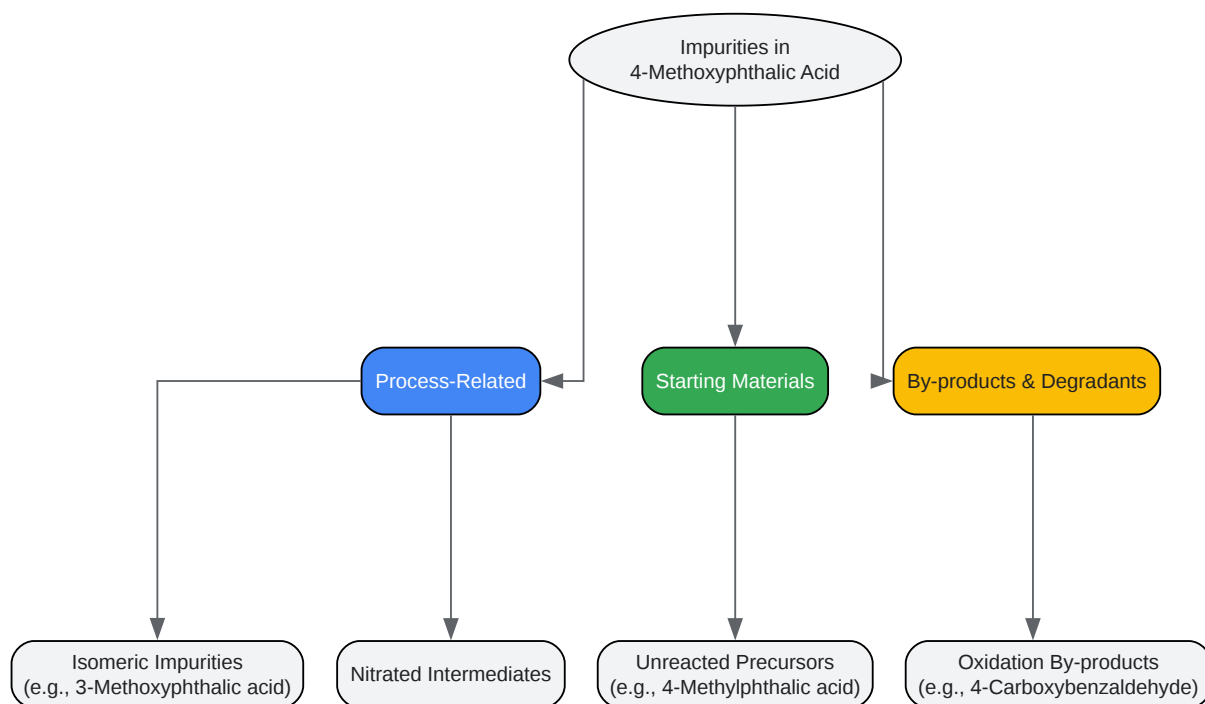 Impurities in
4-Methoxyphthalic Acid
Process-Related
Starting Materials
By-products & Degradants
Isomeric Impurities
(e.g., 3-Methoxyphthalic acid)
Nitrated Intermediates
Unreacted Precursors
(e.g., 4-Methylphthalic acid)
Oxidation By-products
(e.g., 4-Carboxybenzaldehyde)